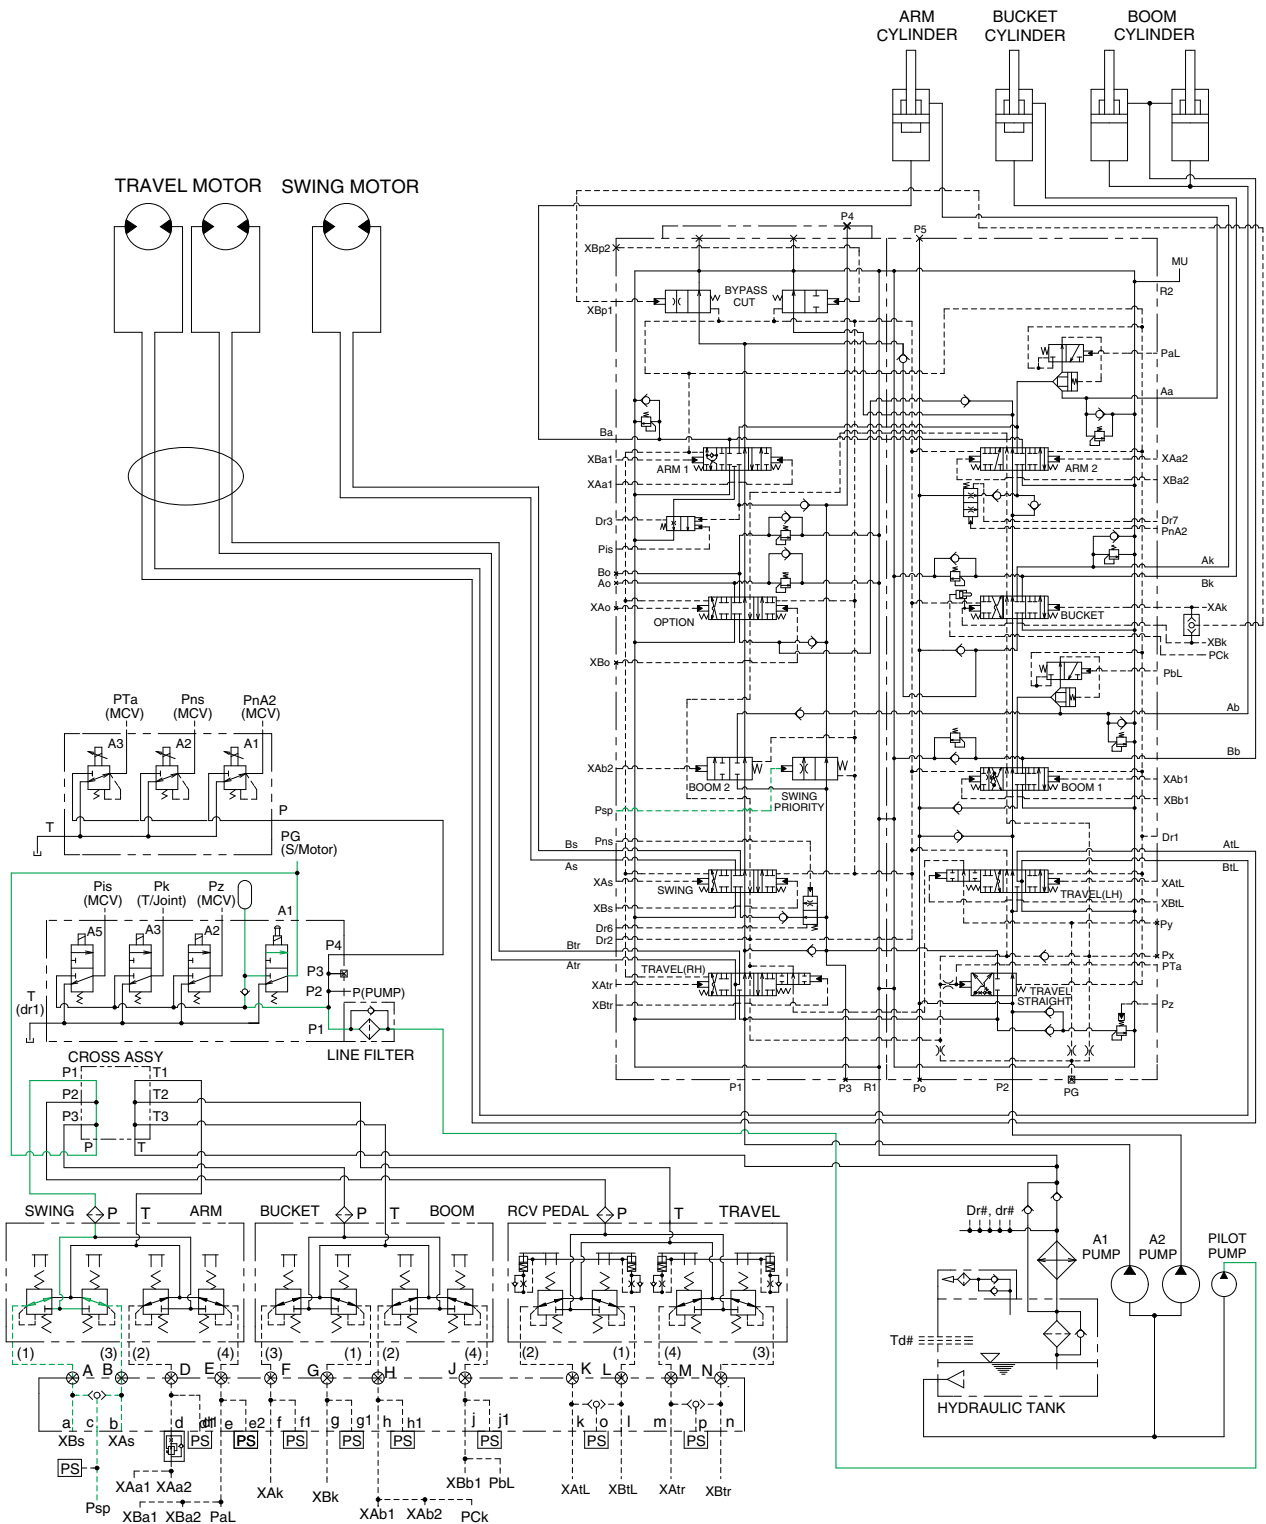 ARM
CYLINDER
BUCKET
CYLINDER
BOOM
CYLINDER
TRAVEL MOTOR
SWING MOTOR
P4
P5
XBp2
MU
R2
BYPASS
CUT
XBp1
PaL
Aa
Ba
XBa1
ARM 1
ARM 2
XAa2
XAa1
XBa2
Dr3
Dr7
PnA2
Pis
Bo
Ao
Ak
Bk
XAo
OPTION
BUCKET
XAk
XBk
PCk
XBo
PbL
Ab
Bb
XAb2
BOOM 2
SWING
PRIORITY
BOOM 1
XAb1
XBb1
Psp
Pns
Dr1
Bs
As
AtL
BtL
XAs
SWING
TRAVEL(LH)
XAtL
XBs
XBtL
Dr6
Dr2
Py
Btr
Atr
Px
PTa
TRAVEL(RH)
XAtr
XBtr
TRAVEL
STRAIGHT
Pz
P1
P3
R1
Po
P2
PG
PTa
(MCV)
Pns
(MCV)
PnA2
(MCV)
A3
A2
A1
P
T
PG
(S/Motor)
Pis
(MCV)
Pk
(T/Joint)
Pz
(MCV)
A1
A5
A3
A2
P4
P3
P2
P(PUMP)
T
(dr1)
P1
LINE FILTER
CROSS ASSY
P1
T1
P2
T2
P3
T3
P
T
SWING
P
T
ARM
BUCKET
P
T
BOOM
RCV PEDAL
P
T
TRAVEL
Dr#, dr#
A1
PUMP
A2
PUMP
PILOT
PUMP
Td#
HYDRAULIC TANK
(1)
(3)
(2)
(4)
(3)
(1)
(2)
(4)
(2)
(1)
(4)
(3)
A
B
D
E
F
G
H
J
K
L
M
N
a
c
b
d
d1
e
e2
f
f1
g
g1
h
h1
j
j1
k
o
l
m
p
n
XBs
XAs
PS
PS
PS
PS
PS
PS
PS
PS
PS
Psp
XAa1
XAa2
XBa1
XBa2
PaL
XAk
XBk
XAb1
XAb2
PCk
XBb1
PbL
XAtL
XBtL
XAtr
XBtr